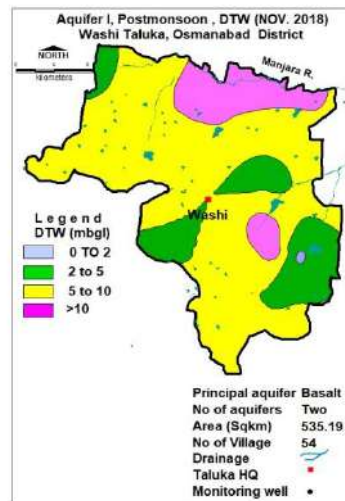 Aquifer I, Postmonsoon , DTW (NOV. 2018)
Washi Taluka, Osmanabad District
NORTH
Kilometers
Manjara R.
Washi
Legend
DTW (mbgl)
0 TO 2
2 to 5
5 to 10
>10
Principal aquifer Basalt
No of aquifers Two
Area (Sqkm) 535.19
No of Village 54
Drainage
Taluka HQ
Monitoring well